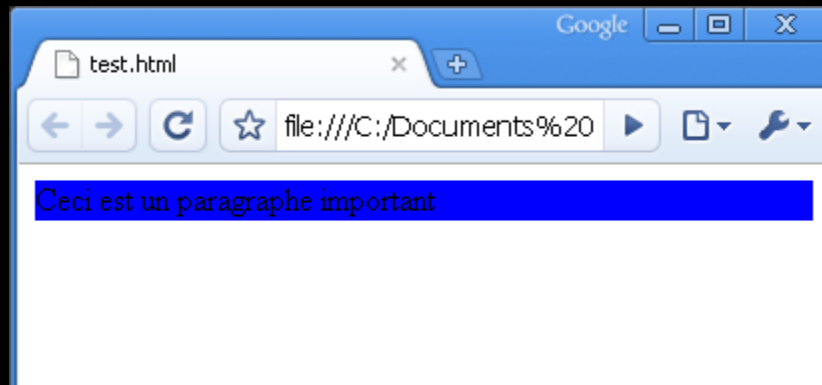 Google
test.html
file:///C:/Documents%20
Ceci est un paragraphe important